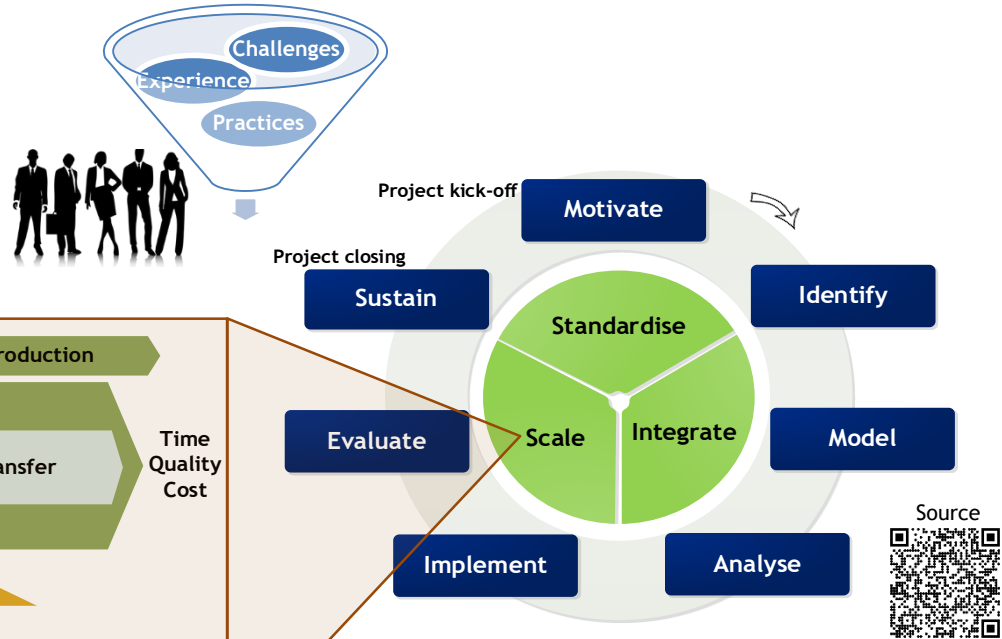 Challenges
Experience
Practices
Project kick-off
Motivate
Project closing
Sustain
Identify
Standardise
roduction
Evaluate
Scale
Integrate
Model
Time
Quality
Cost
ansfer
Source
Implement
Analyse